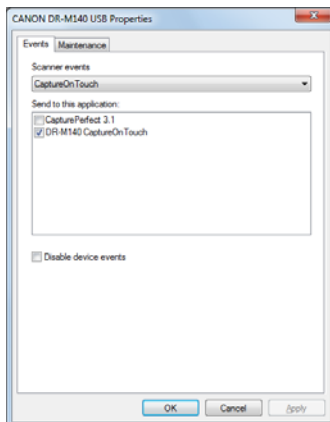 CANON DR-M140 USB Properties
Events Maintenance
Scanner events
CaptureOnTouch
Send to this application:
CapturePerfect 3.1
DR-M140 CaptureOnTouch
Disable device events
OK Cancel Apply